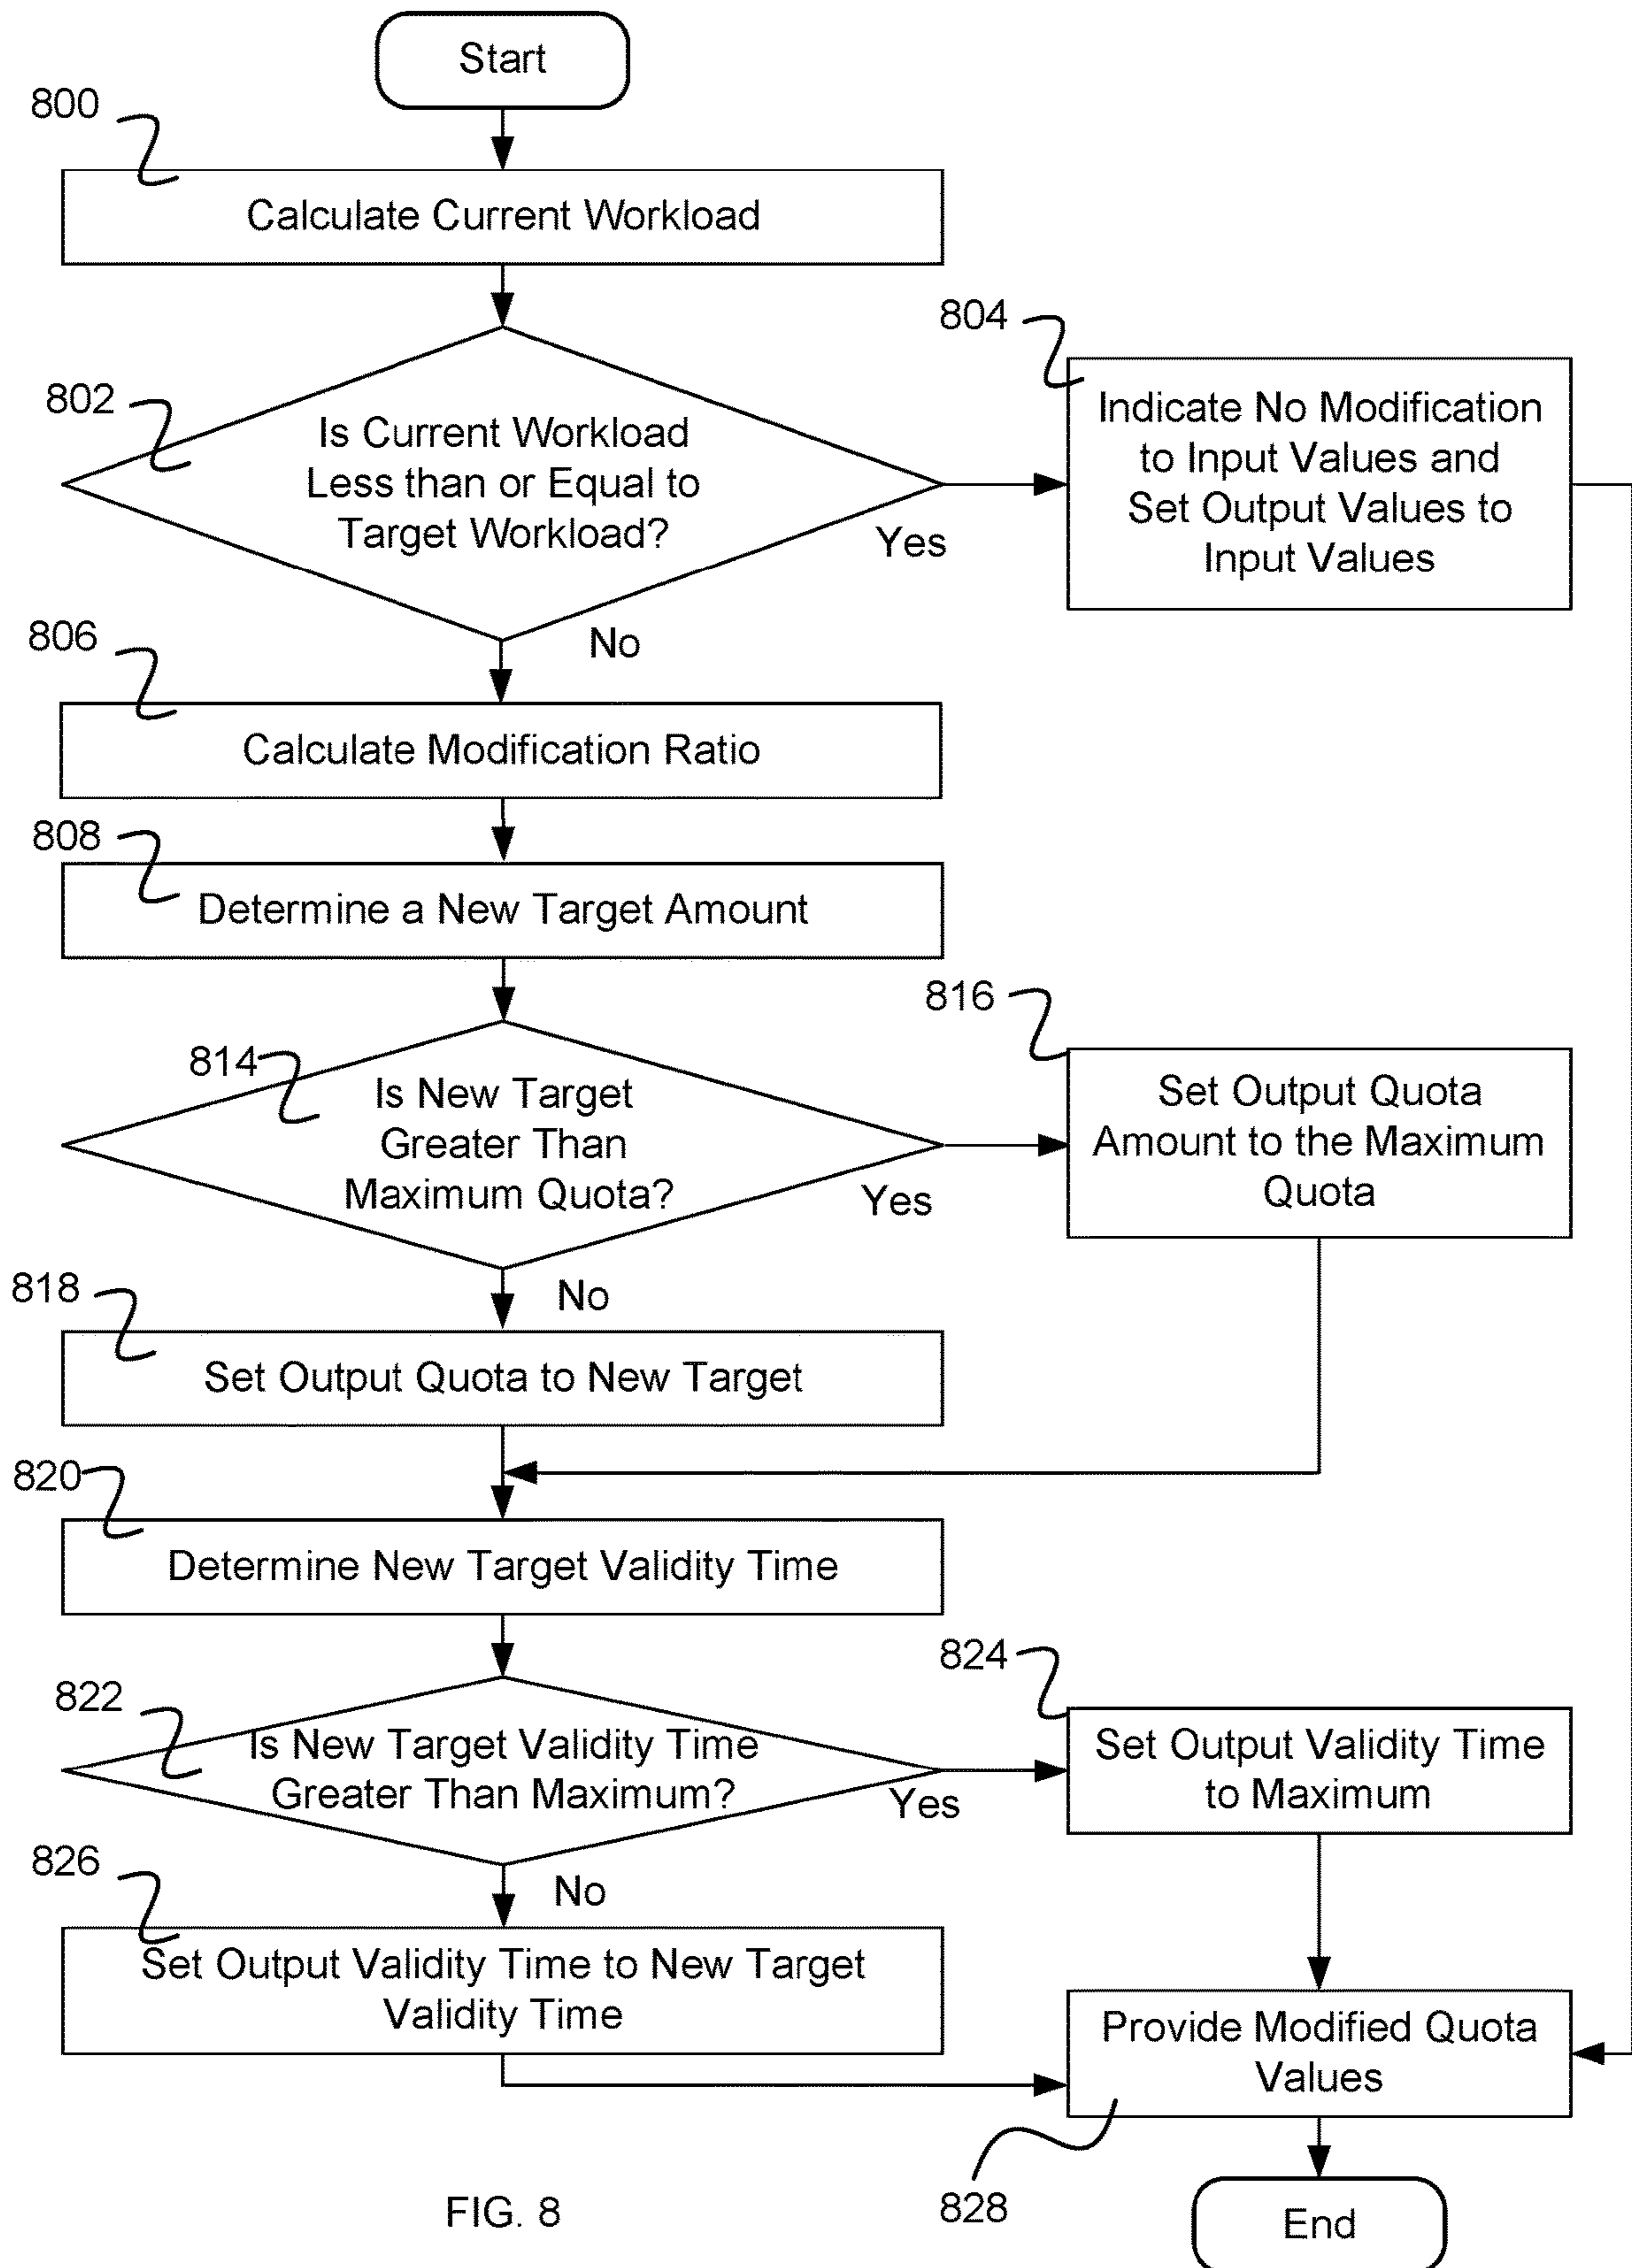 Start
800
Calculate Current Workload
804
802
Is Current Workload
Less than or Equal to
Target Workload?
Yes
Indicate No Modification
to Input Values and
Set Output Values to
Input Values
No
806
Calculate Modification Ratio
808
Determine a New Target Amount
816
814
Is New Target
Greater Than
Maximum Quota?
Yes
Set Output Quota
Amount to the Maximum
Quota
No
818
Set Output Quota to New Target
820
Determine New Target Validity Time
824
822
Is New Target Validity Time
Greater Than Maximum?
Yes
Set Output Validity Time
to Maximum
No
826
Set Output Validity Time to New Target
Validity Time
Provide Modified Quota
Values
828
End
FIG. 8